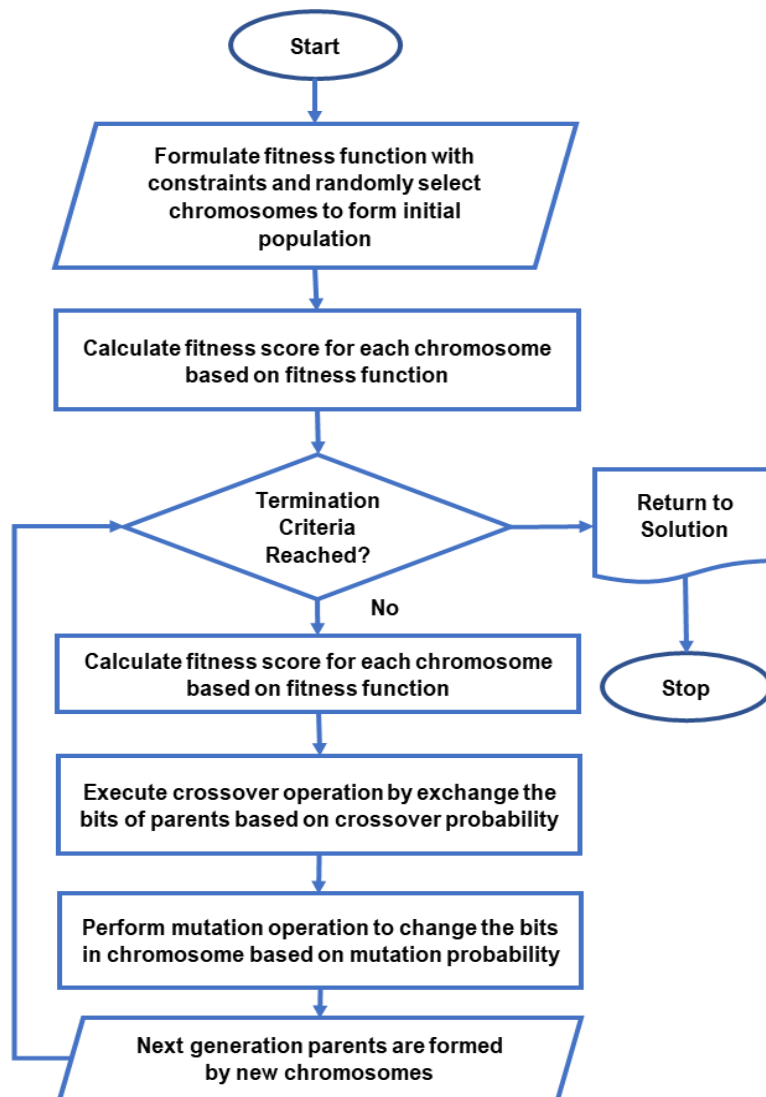 Start
Formulate fitness function with
constraints and randomly select
chromosomes to form initial
population
Calculate fitness score for each chromosome
based on fitness function
Termination
Criteria
Reached?
Return to
Solution
No
Calculate fitness score for each chromosome
based on fitness function
Stop
Execute crossover operation by exchange the
bits of parents based on crossover probability
Perform mutation operation to change the bits
in chromosome based on mutation probability
Next generation parents are formed
by new chromosomes